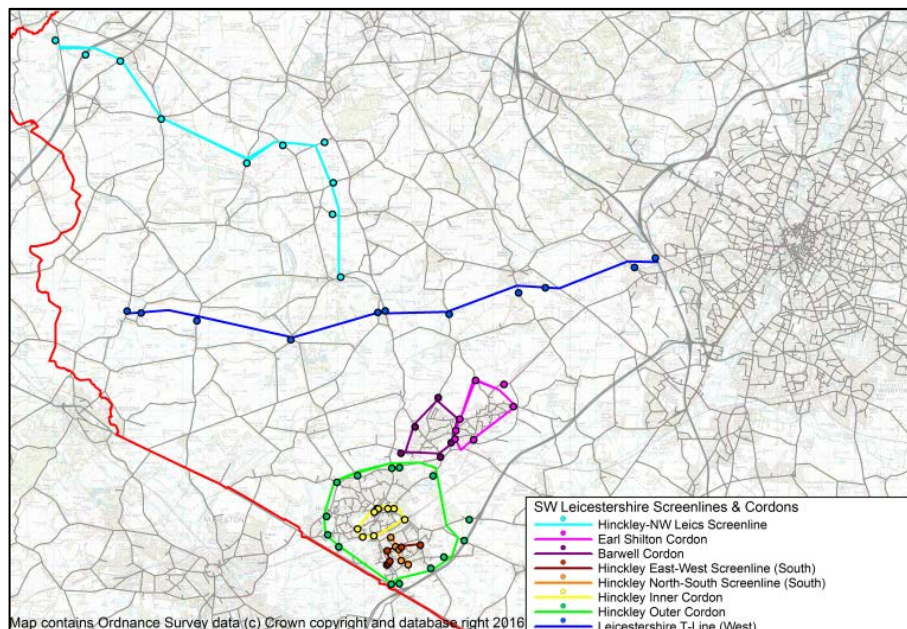 SW Leicestershire Screenlines & Cordons
Hinckley-NW Leics Screenline
Earl Shilton Cordon
Barwell Cordon
Hinckley East-West Screenline (South)
Hinckley North-South Screenline (South)
Hinckley Inner Cordon
Hinckley Outer Cordon
Leicestershire T-Line (West)
Map contains Ordnance Survey data (c) Crown copyright and database right 2016